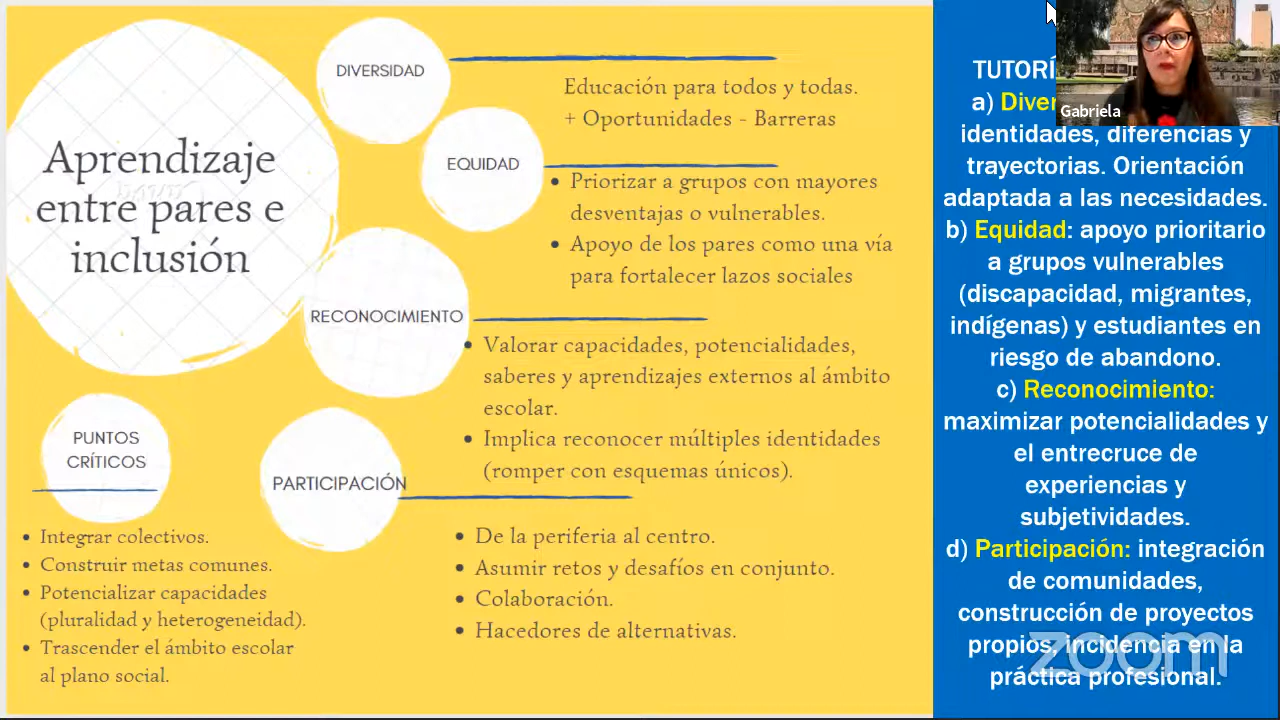 Aprendizaje
entre pares e
inclusión
DIVERSIDAD
Educación para todos y todas.
+ Oportunidades - Barreras
EQUIDAD
• Priorizar a grupos con mayores
desventajas o vulnerables.
• Apoyo de los pares como una vía
para fortalecer lazos sociales
RECONOCIMIENTO
• Valorar capacidades, potencialidades,
saberes y aprendizajes externos al ámbito
escolar.
• Implica reconocer múltiples identidades
(romper con esquemas únicos).
PARTICIPACIÓN
• De la periferia al centro.
• Asumir retos y desafíos en conjunto.
• Colaboración.
• Hacedores de alternativas.
PUNTOS
CRÍTICOS
• Integrar colectivos.
• Construir metas comunes.
• Potencializar capacidades
(pluralidad y heterogeneidad).
• Trascender el ámbito escolar
al plano social.
a)
identidades, diferencias y
trayectorias. Orientación
adaptada a las necesidades.
b) Equidad: apoyo prioritario
a grupos vulnerables
(discapacidad, migrantes,
indígenas) y estudiantes en
riesgo de abandono.
c) Reconocimiento:
maximizar potencialidades y
el entrecruce de
experiencias y
subjetividades.
d) Participación: integración
de comunidades,
construcción de proyectos
propios, incidencia en la
práctica profesional.
Gabriela
zoom